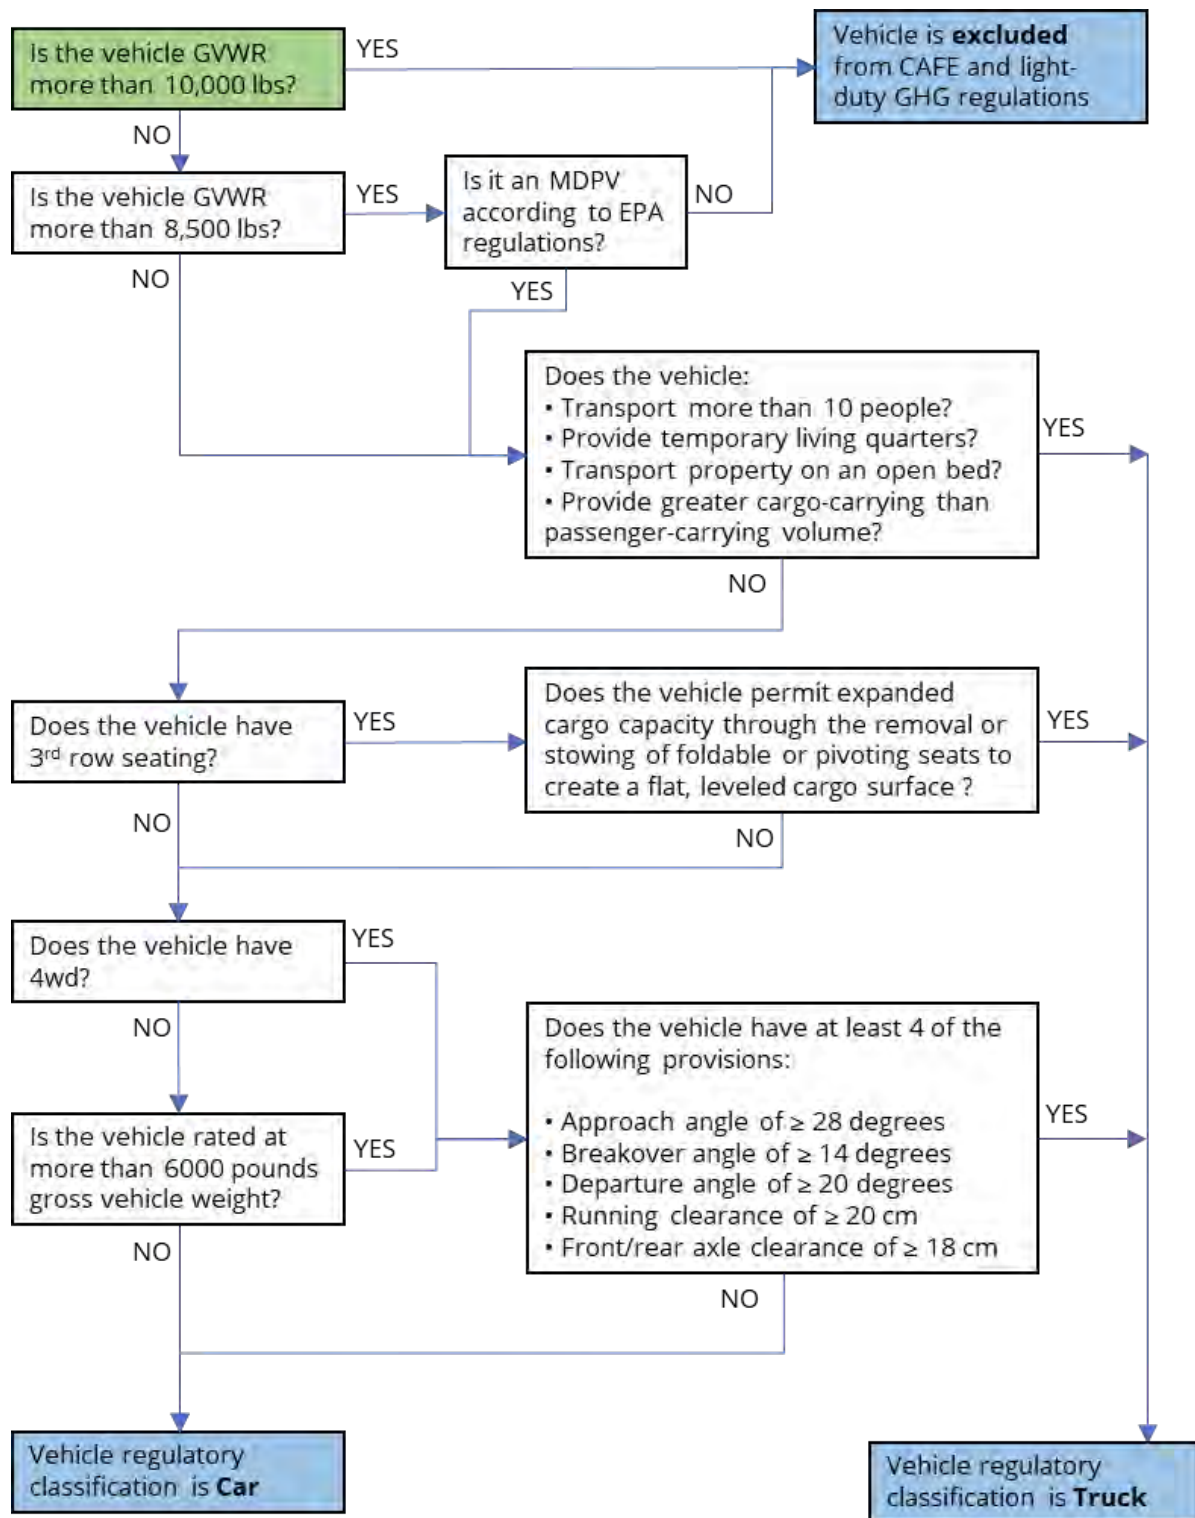 Is the vehicle GVWR
more than 10,000 lbs?
YES
Vehicle is excluded
from CAFE and light-
duty GHG regulations
NO
Is the vehicle GVWR
more than 8,500 lbs?
YES
Is it an MDPV
according to EPA
regulations?
NO
NO
YES
Does the vehicle:
• Transport more than 10 people?
• Provide temporary living quarters?
• Transport property on an open bed?
• Provide greater cargo-carrying than
passenger-carrying volume?
YES
NO
Does the vehicle have
3rd row seating?
YES
Does the vehicle permit expanded
cargo capacity through the removal or
stowing of foldable or pivoting seats to
create a flat, leveled cargo surface ?
YES
NO
NO
Does the vehicle have
4wd?
YES
NO
Is the vehicle rated at
more than 6000 pounds
gross vehicle weight?
YES
Does the vehicle have at least 4 of the
following provisions:
• Approach angle of ≥ 28 degrees
• Breakover angle of ≥ 14 degrees
• Departure angle of ≥ 20 degrees
• Running clearance of ≥ 20 cm
• Front/rear axle clearance of ≥ 18 cm
YES
NO
NO
Vehicle regulatory
classification is Car
Vehicle regulatory
classification is Truck